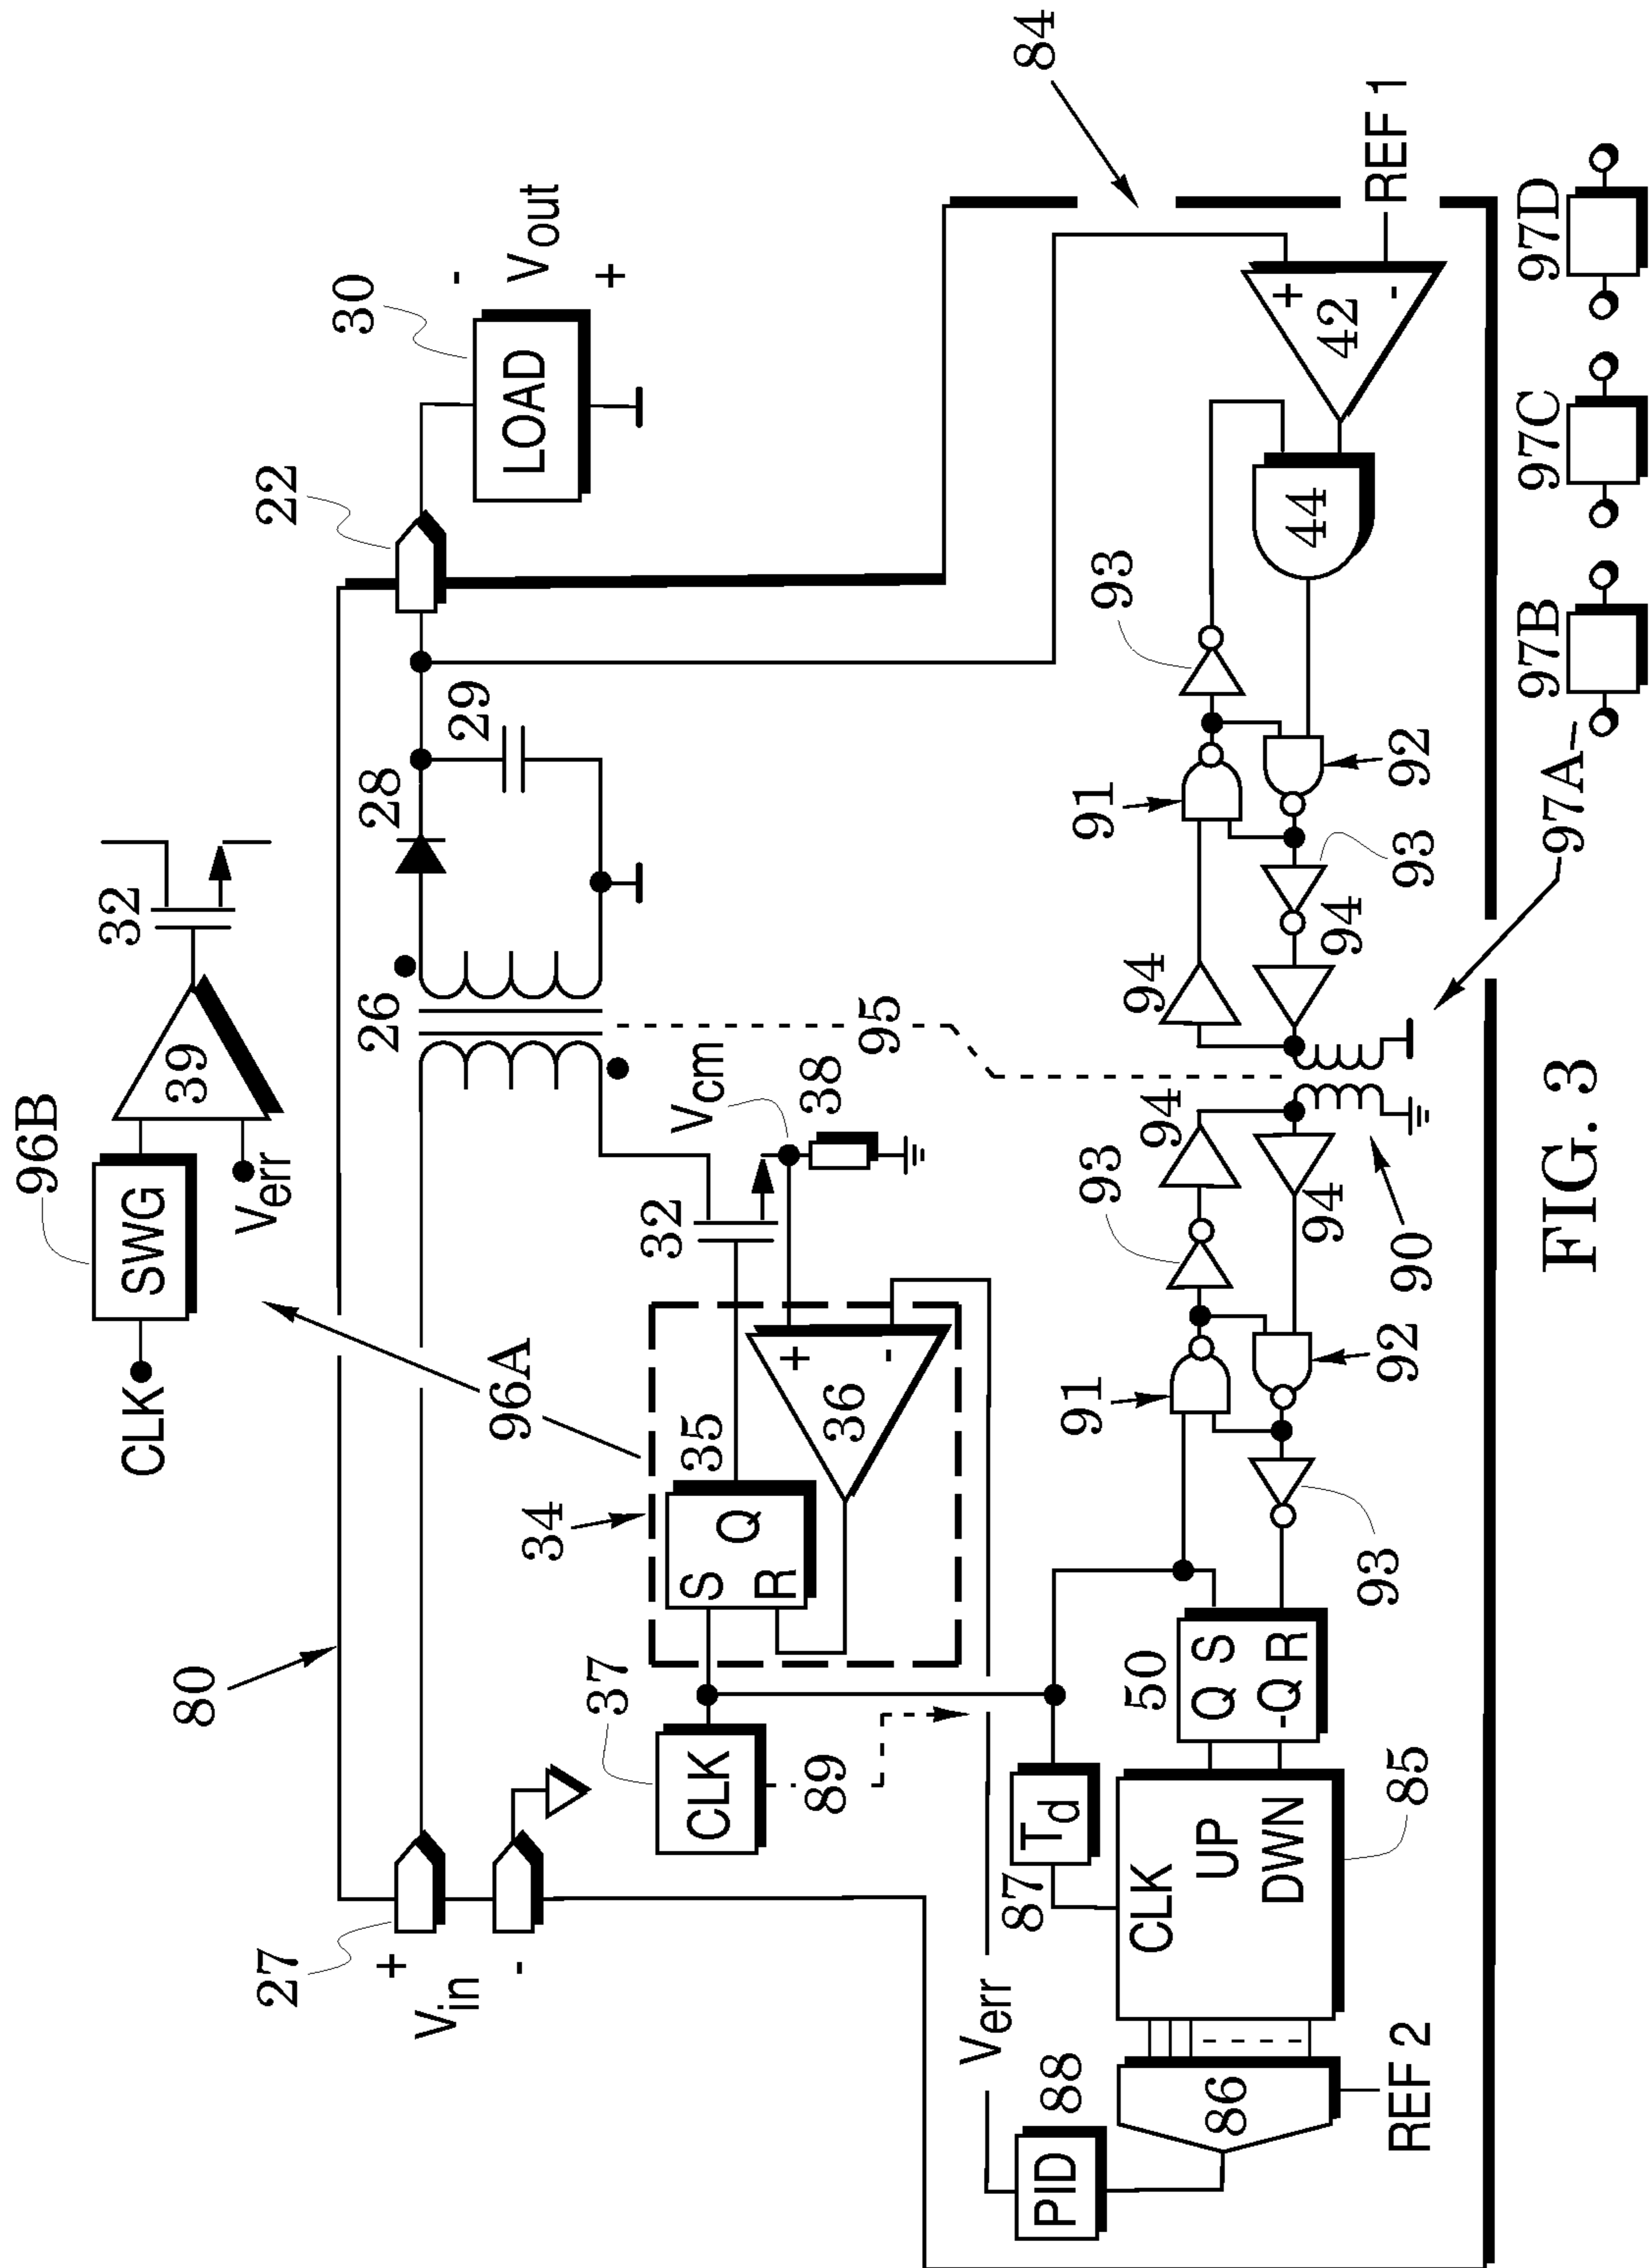 96B
SWG
CLK
Verr
39
32
80
27
+
Vin
-
96A
26
28
29
22
30
LOAD
-
Vout
+
34
35
S
Q
R
32
Vcm
38
95
37
CLK
89
36
+
-
84
Verr
88
PID
87
Td
CLK
UP
DWN
85
86
REF 2
50
Q S
-Q R
91
93
94
92
93
94
90
94
94
91
93
92
93
44
42
+
-
REF 1
97A
97B
97C
97D
FIG. 3